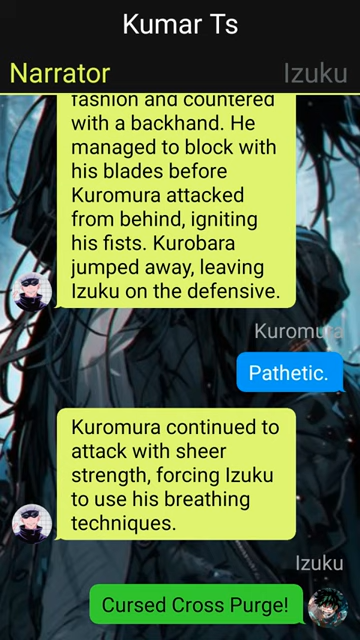 Kumar Ts
Narrator
Izuku
fashion and countered
with a backhand. He
managed to block with
his blades before
Kuromura attacked
from behind, igniting
his fists. Kurobara
jumped away, leaving
Izuku on the defensive.
Kuromura
Pathetic.
Kuromura continued to
attack with sheer
strength, forcing Izuku
to use his breathing
techniques.
Izuku
Cursed Cross Purge!